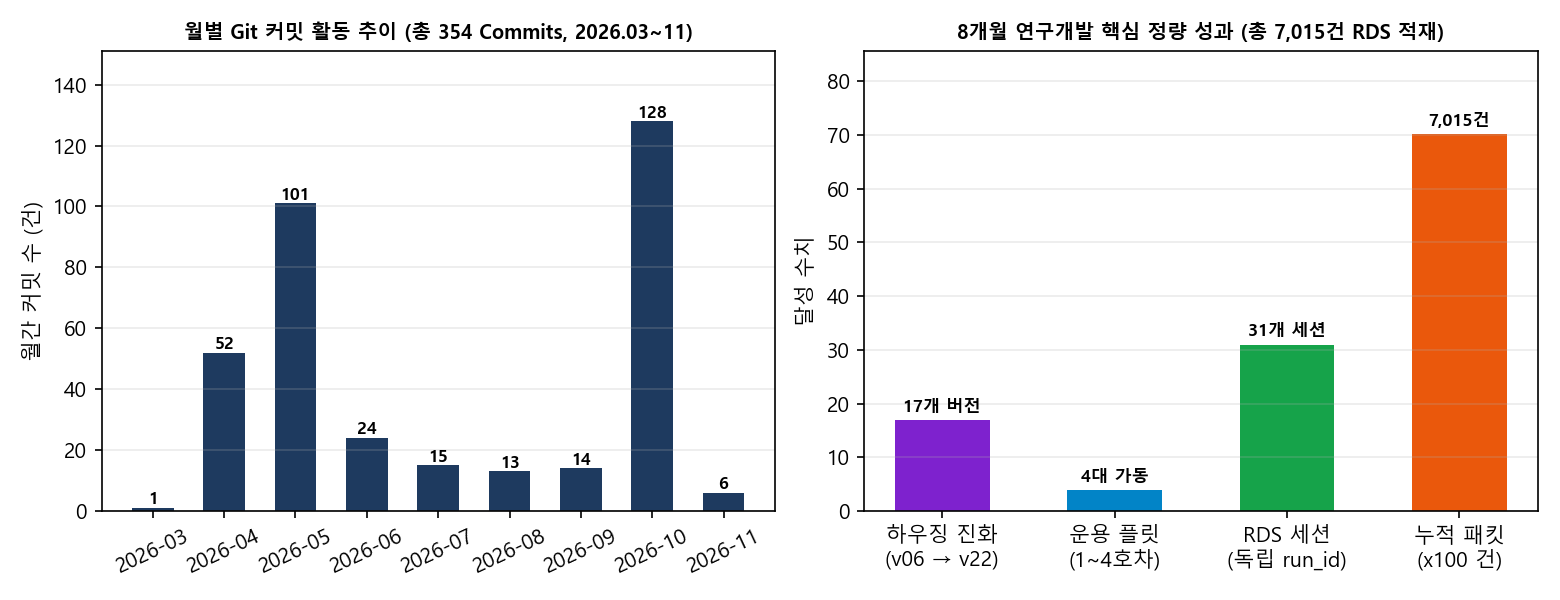 월별 Git 커밋 활동 추이 (총 354 Commits, 2026.03~11)
월간 커밋 수 (건)
140
120
100
80
60
40
20
0
1
52
101
24
15
13
14
128
6
2026-03
2026-04
2026-05
2026-06
2026-07
2026-08
2026-09
2026-10
2026-11
8개월 연구개발 핵심 정량 성과 (총 7,015건 RDS 적재)
달성 수치
80
70
60
50
40
30
20
10
0
17개 버전
4대 가동
31개 세션
7,015건
하우징 진화
(v06 → v22)
운용 플릿
(1~4호차)
RDS 세션
(독립 run_id)
누적 패킷
(x100 건)